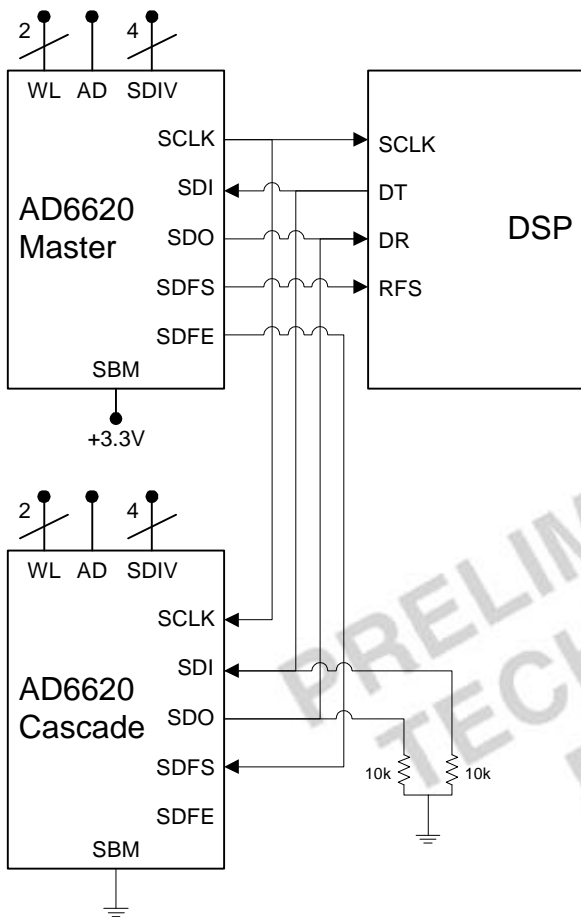 2 4
WL AD SDIV
SCLK
SDI
AD6620
Master
SDO
SDFS
SDFE
SBM
+3.3V
SCLK
DT
DR
RFS
DSP
2 4
WL AD SDIV
SCLK
SDI
AD6620
Cascade
SDO
SDFS
SDFE
SBM
10k 10k
PRELIM
TECH